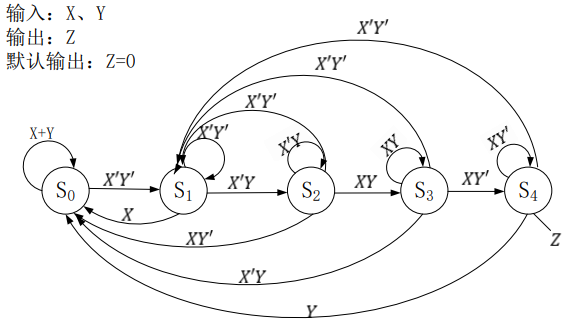 输入：X、Y
输出：Z
默认输出：Z=0
X'Y'
X'Y'
X'Y'
X+Y
X'Y'
X'Y
XY
XY'
S₀
X'Y'
S₁
X'Y
S₂
XY
S₃
XY'
S₄
X
XY'
X'Y
Y
Z